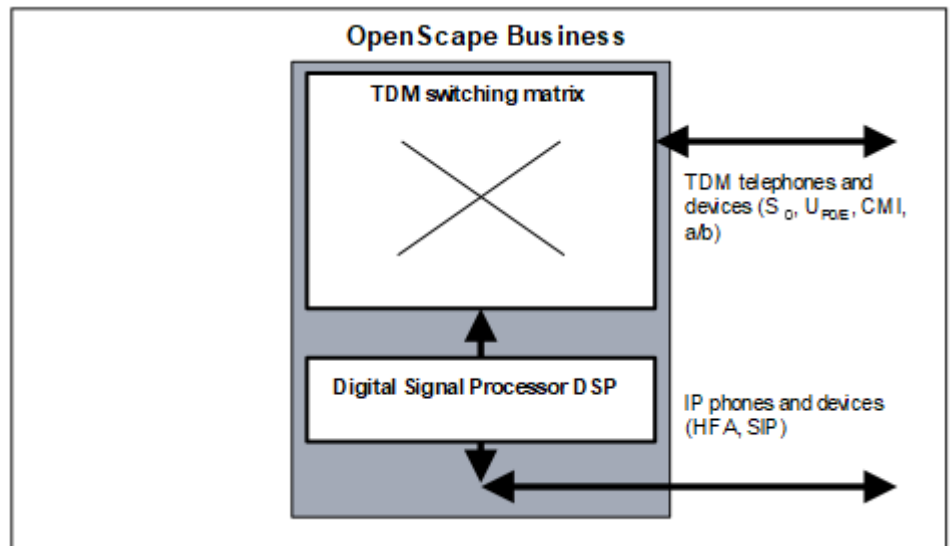 OpenScape Business
TDM switching matrix
TDM telephones and
devices (S₀, U_P0/E, CMI,
a/b)
Digital Signal Processor DSP
IP phones and devices
(HFA, SIP)